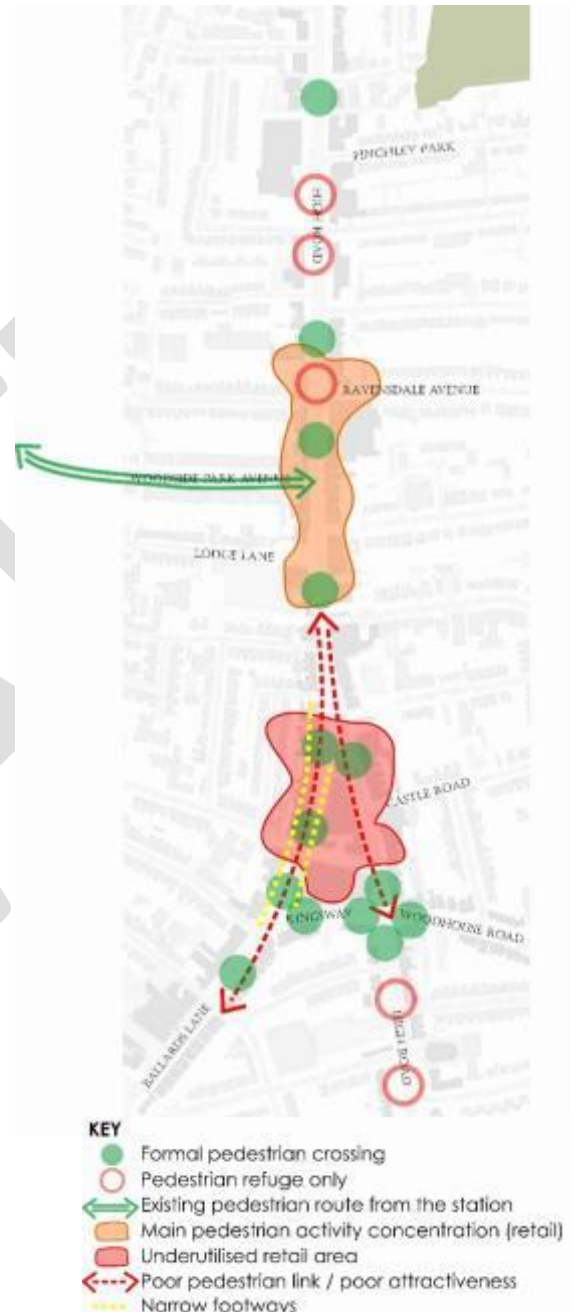 FINCHLEY PARK
HIGH ROAD
RAVENSDALE AVENUE
WOODSIDE PARK AVENUE
LODGE LANE
CASTLE ROAD
KINGSWAY
WOODHOUSE ROAD
BALLARDS LANE
HIGH ROAD
KEY
Formal pedestrian crossing
Pedestrian refuge only
Existing pedestrian route from the station
Main pedestrian activity concentration (retail)
Underutilised retail area
Poor pedestrian link / poor attractiveness
Narrow footways